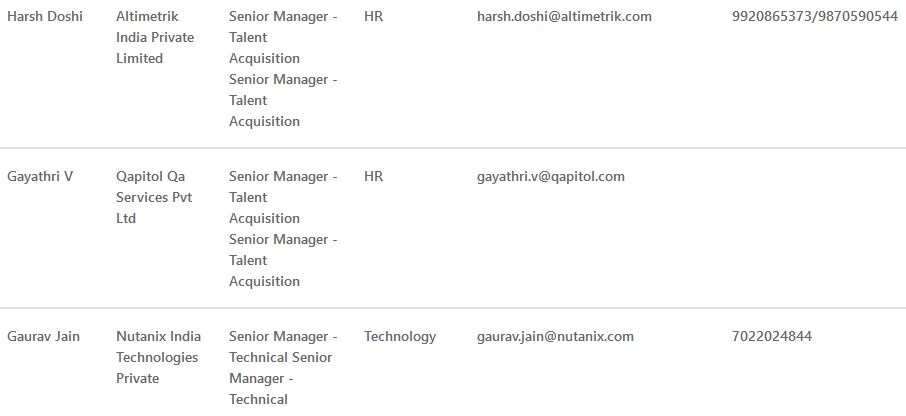 Harsh Doshi Altimetrik Senior Manager - HR harsh.doshi@altimetrik.com 9920865373/9870590544
India Private Talent
Limited Acquisition
Senior Manager -
Talent
Acquisition
Gayathri V Qapitol Qa Senior Manager - HR gayathri.v@qapitol.com
Services Pvt Talent
Ltd Acquisition
Senior Manager -
Talent
Acquisition
Gaurav Jain Nutanix India Senior Manager - Technology gaurav.jain@nutanix.com 7022024844
Technologies Technical Senior
Private Manager -
Technical